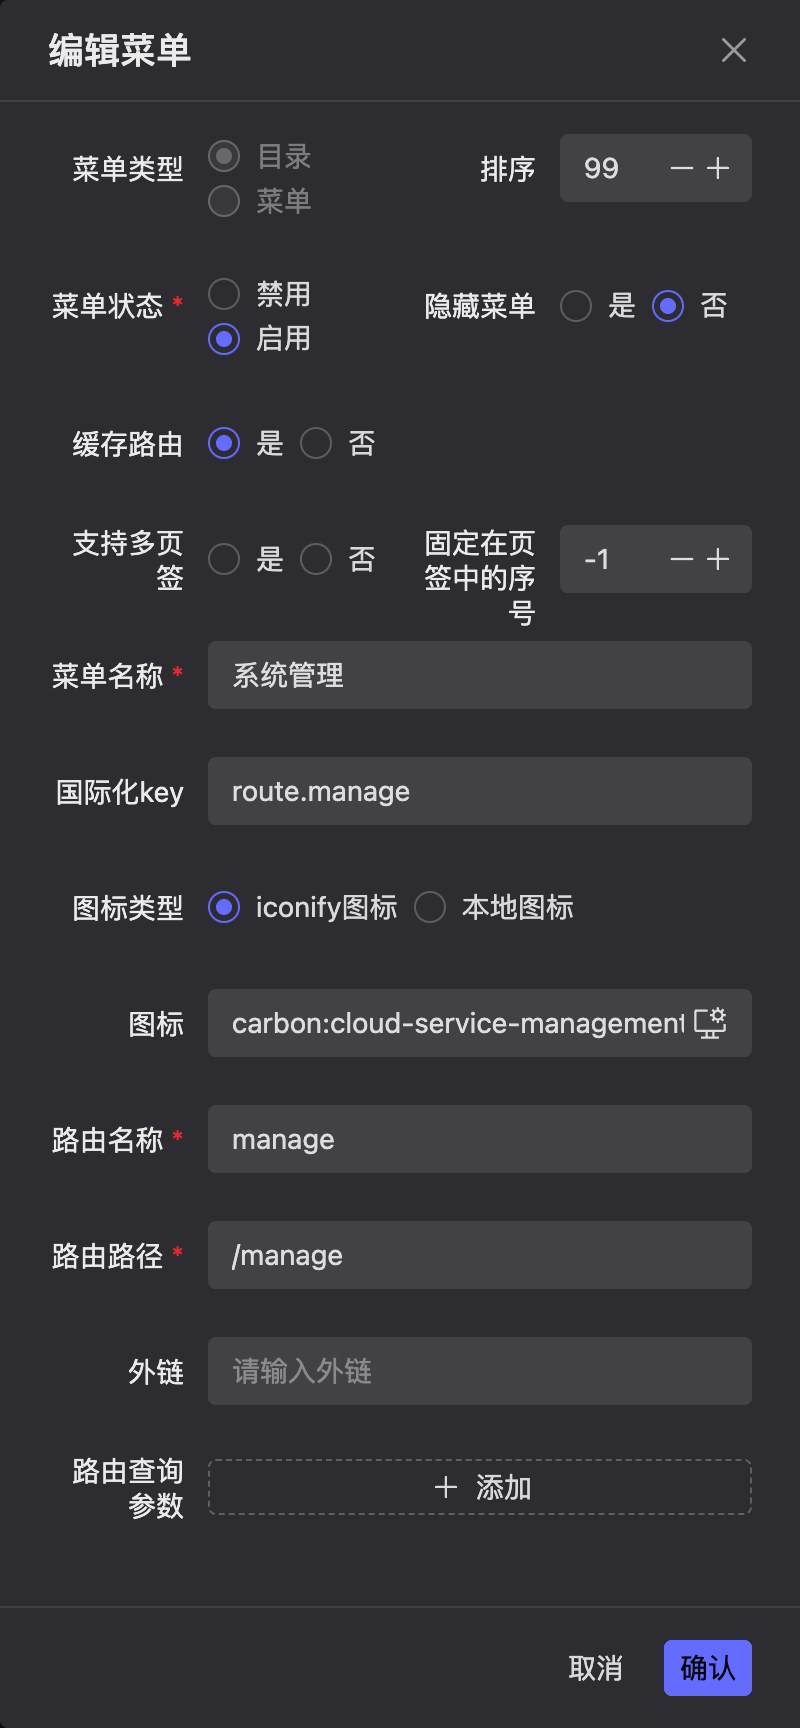 编辑菜单
菜单类型
目录
菜单
排序
99
菜单状态 *
禁用
启用
隐藏菜单
是
否
缓存路由
是
否
支持多页
签
是
否
固定在页
签中的序
号
-1
菜单名称 *
系统管理
国际化key
route.manage
图标类型
iconify图标
本地图标
图标
carbon:cloud-service-management
路由名称 *
manage
路由路径 *
/manage
外链
请输入外链
路由查询
参数
添加
取消
确认